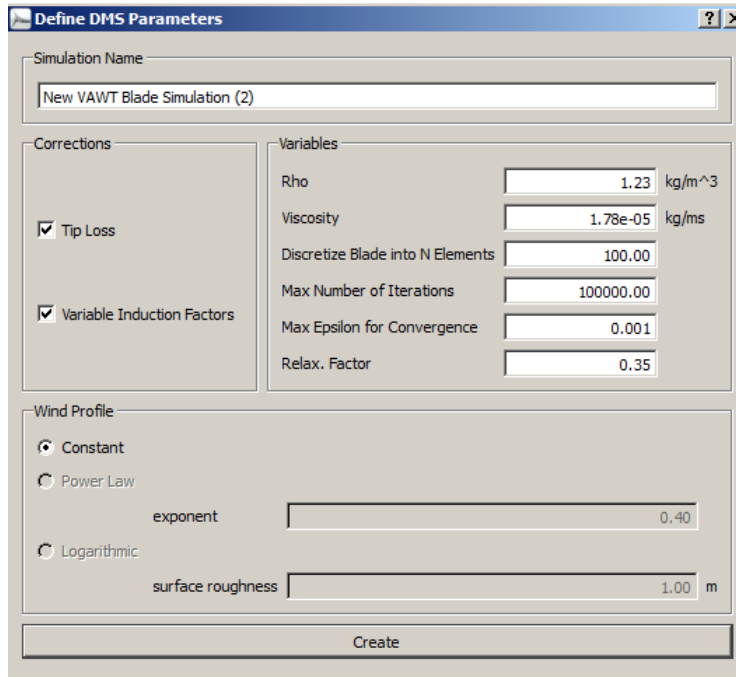 Define DMS Parameters
Simulation Name
New VAWT Blade Simulation (2)
Corrections
Tip Loss
Variable Induction Factors
Variables
Rho 1.23 kg/m^3
Viscosity 1.78e-05 kg/ms
Discretize Blade into N Elements 100.00
Max Number of Iterations 100000.00
Max Epsilon for Convergence 0.001
Relax. Factor 0.35
Wind Profile
Constant
Power Law
exponent 0.40
Logarithmic
surface roughness 1.00 m
Create